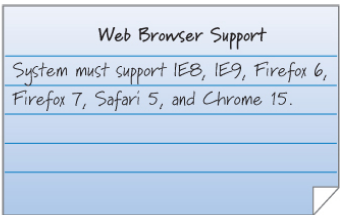 Web Browser Support
System must support IE8, IE9, Firefox 6,
Firefox 7, Safari 5, and Chrome 15.